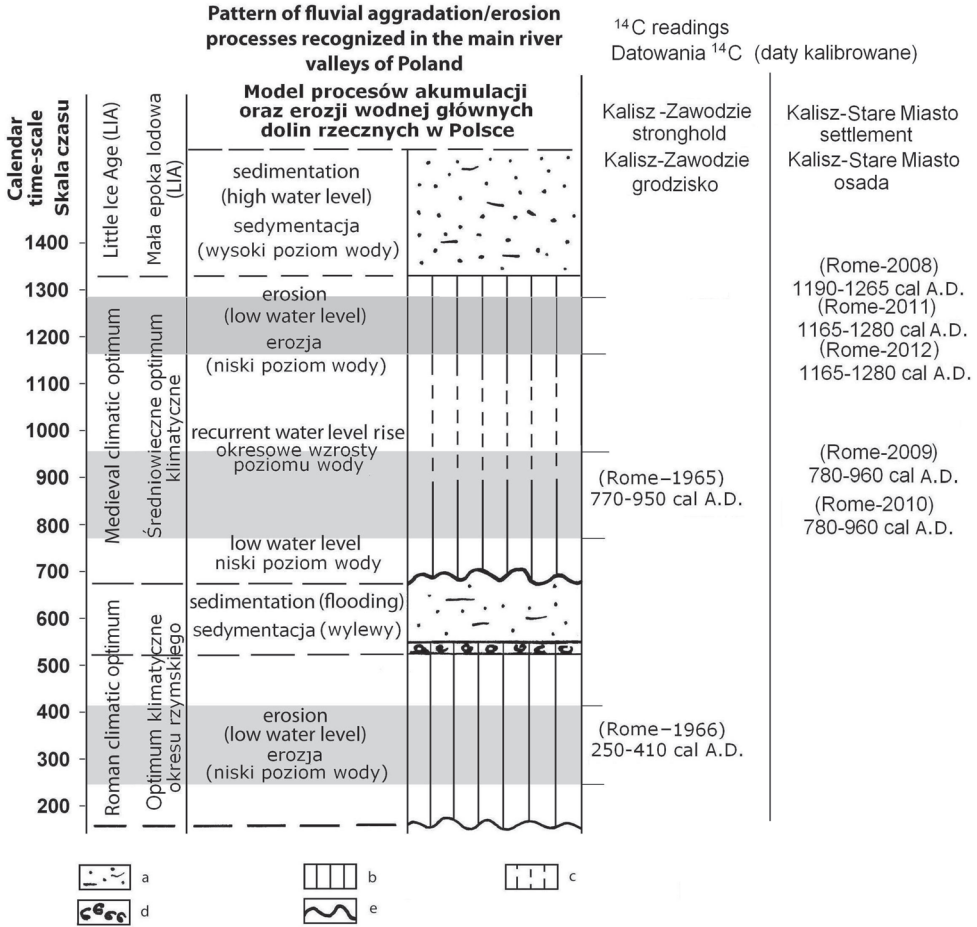 Pattern of fluvial aggradation/erosion
processes recognized in the main river
valleys of Poland
Model procesów akumulacji
oraz erozji wodnej głównych
dolin rzecznych w Polsce
14C readings
Datowania 14C (daty kalibrowane)
Kalisz-Zawodzie
stronghold
Kalisz-Zawodzie
grodzisko
Kalisz-Stare Miasto
settlement
Kalisz-Stare Miasto
osada
Calendar
time-scale
Skala czasu
Little Ice Age (LIA)
Mała epoka lodowa
(LIA)
Medieval climatic optimum
Średniowieczne optimum
klimatyczne
Roman climatic optimum
Optimum klimatyczne
okresu rzymskiego
1400
1300
1200
1100
1000
900
800
700
600
500
400
300
200
sedimentation
(high water level)
sedymentacja
(wysoki poziom wody)
erosion
(low water level)
erozja
(niski poziom wody)
recurrent water level rise
okresowe wzrosty
poziomu wody
low water level
niski poziom wody
sedimentation (flooding)
sedymentacja (wylewy)
erosion
(low water level)
erozja
(niski poziom wody)
(Rome–1965)
770-950 cal A.D.
(Rome–1966)
250-410 cal A.D.
(Rome-2008)
1190-1265 cal A.D.
(Rome-2011)
1165-1280 cal A.D.
(Rome-2012)
1165-1280 cal A.D.
(Rome-2009)
780-960 cal A.D.
(Rome-2010)
780-960 cal A.D.
a
b
c
d
e